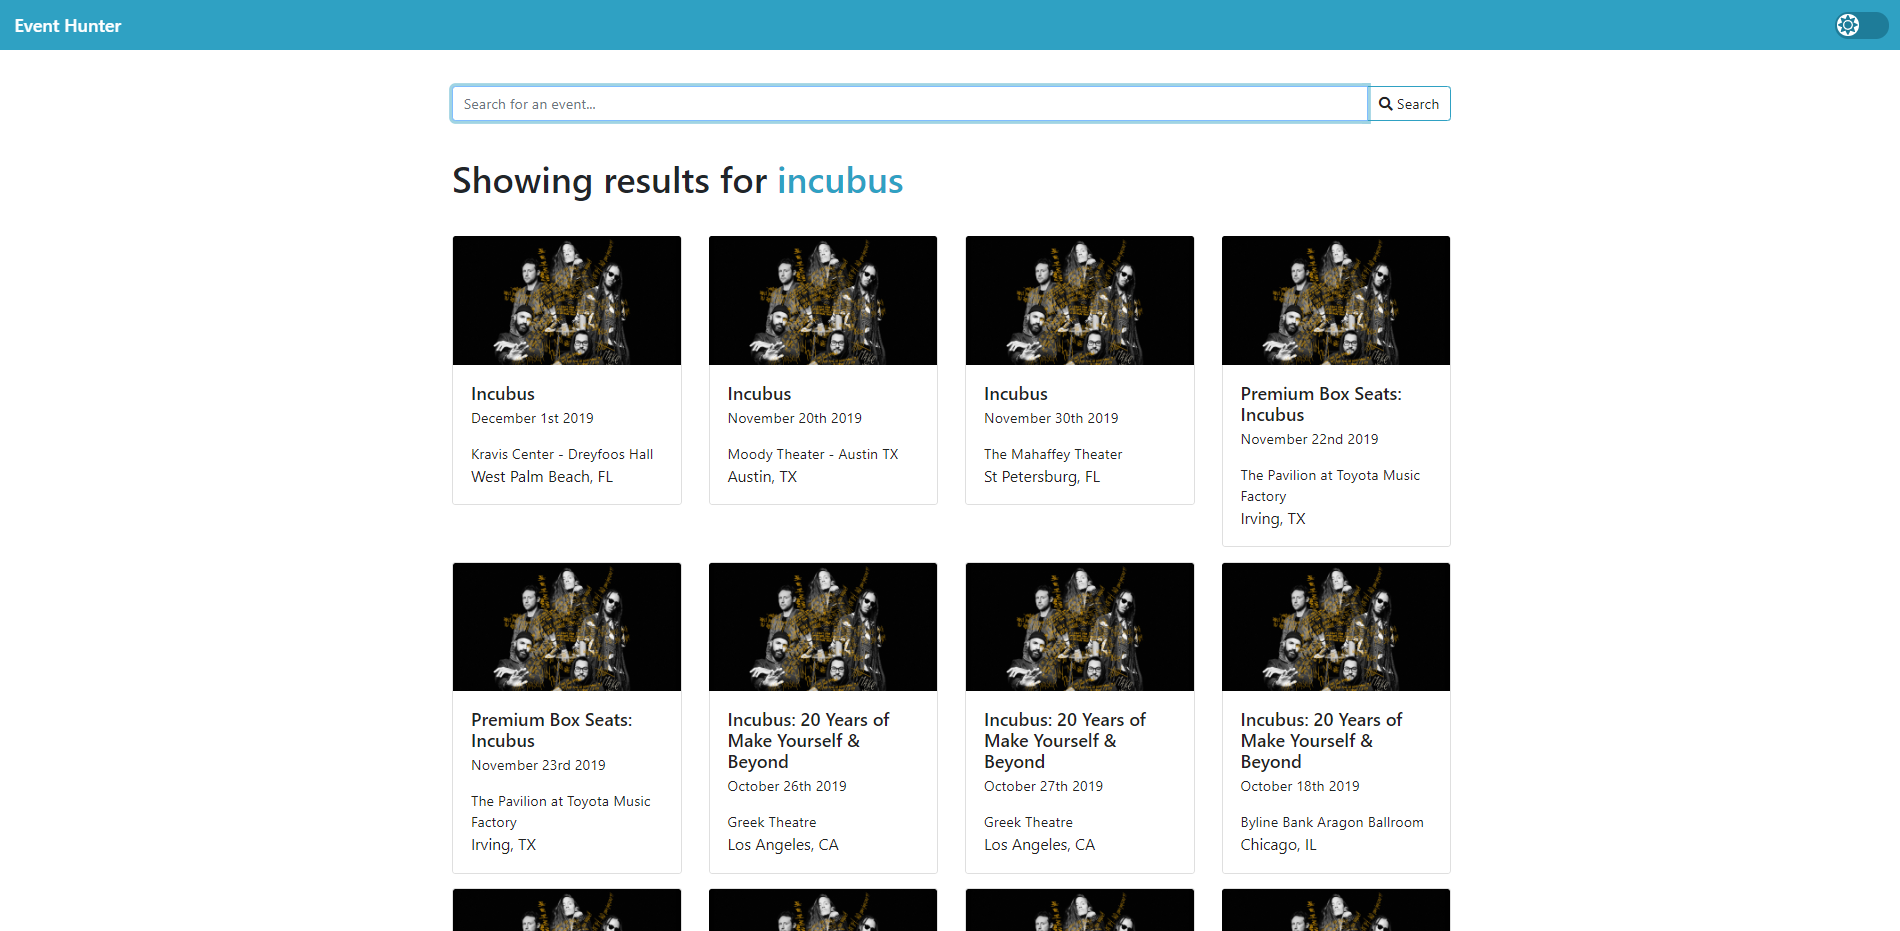 Event Hunter
Search for an event...
Search
Showing results for incubus
Incubus
December 1st 2019
Kravis Center - Dreyfoos Hall
West Palm Beach, FL
Incubus
November 20th 2019
Moody Theater - Austin TX
Austin, TX
Incubus
November 30th 2019
The Mahaffey Theater
St Petersburg, FL
Premium Box Seats:
Incubus
November 22nd 2019
The Pavilion at Toyota Music
Factory
Irving, TX
Premium Box Seats:
Incubus
November 23rd 2019
The Pavilion at Toyota Music
Factory
Irving, TX
Incubus: 20 Years of
Make Yourself &
Beyond
October 26th 2019
Greek Theatre
Los Angeles, CA
Incubus: 20 Years of
Make Yourself &
Beyond
October 27th 2019
Greek Theatre
Los Angeles, CA
Incubus: 20 Years of
Make Yourself &
Beyond
October 18th 2019
Byline Bank Aragon Ballroom
Chicago, IL